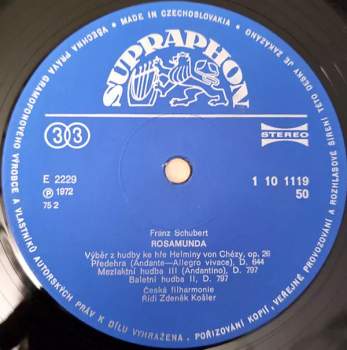 MADE IN CZECHOSLOVAKIA • VŠECHNA PRÁVA GRAMOFONOVÉHO VÝROBCE A VLASTNÍKŮ AUTORSKÝCH PRÁV K DÍLU VYHRAŽENA. POŘIZOVÁNÍ KOPIÍ, VEŘEJNÉ PROVOZOVÁNÍ A ROZHLASOVÉ ŠÍŘENÍ TÉTO DESKY JE ZAKÁZÁNO •
SUPRAPHON
33
STEREO
E 2229
℗ 1972
75 2
1 10 1119
50
Franz Schubert
ROSAMUNDA
Výběr z hudby ke hře Helminy von Chézy, op. 26
Předehra (Andante—Allegro vivace), D. 644
Meziaktní hudba III (Andantino), D. 797
Baletní hudba II, D. 797
Česká filharmonie
Řídí Zdeněk Košler